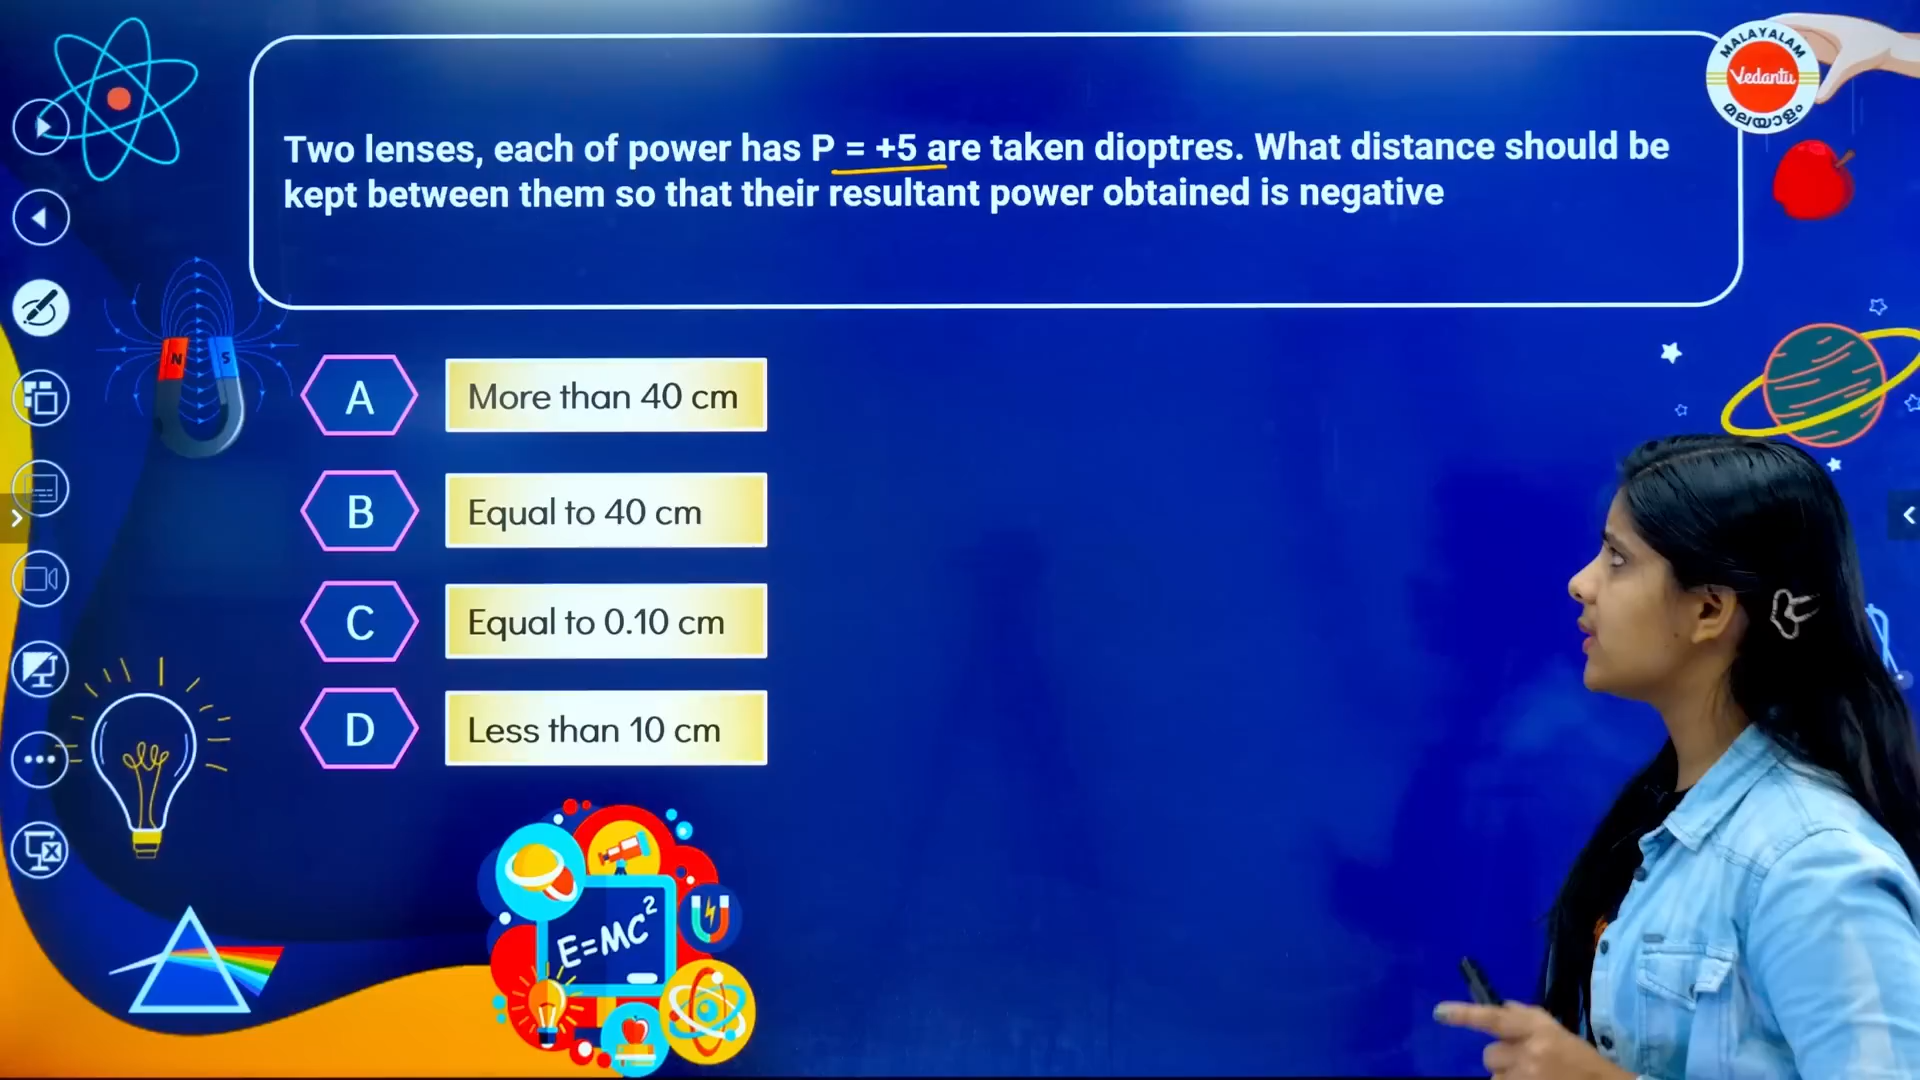 MALAYALAM
Vedantu
മലയാളം
Two lenses, each of power has P = +5 are taken dioptres. What distance should be
kept between them so that their resultant power obtained is negative
N S
A More than 40 cm
B Equal to 40 cm
C Equal to 0.10 cm
D Less than 10 cm
E=MC²